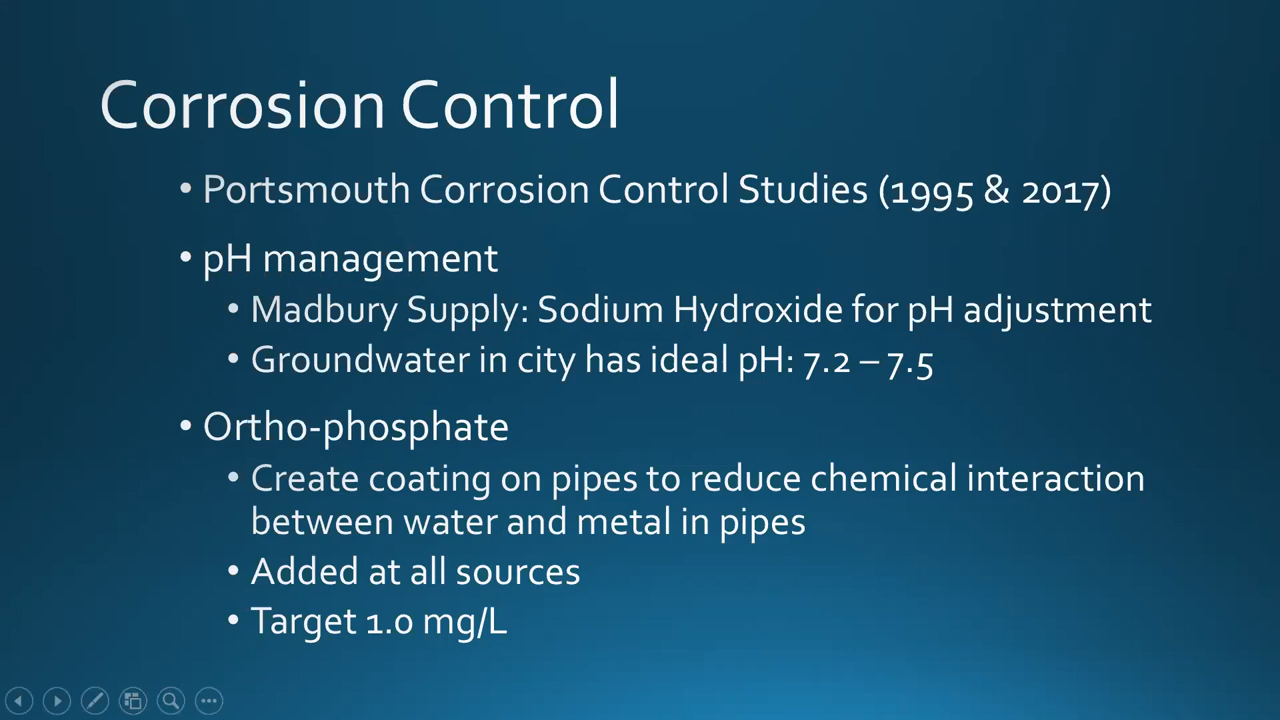 Corrosion Control
• Portsmouth Corrosion Control Studies (1995 & 2017)
• pH management
• Madbury Supply: Sodium Hydroxide for pH adjustment
• Groundwater in city has ideal pH: 7.2 – 7.5
• Ortho-phosphate
• Create coating on pipes to reduce chemical interaction
between water and metal in pipes
• Added at all sources
• Target 1.0 mg/L